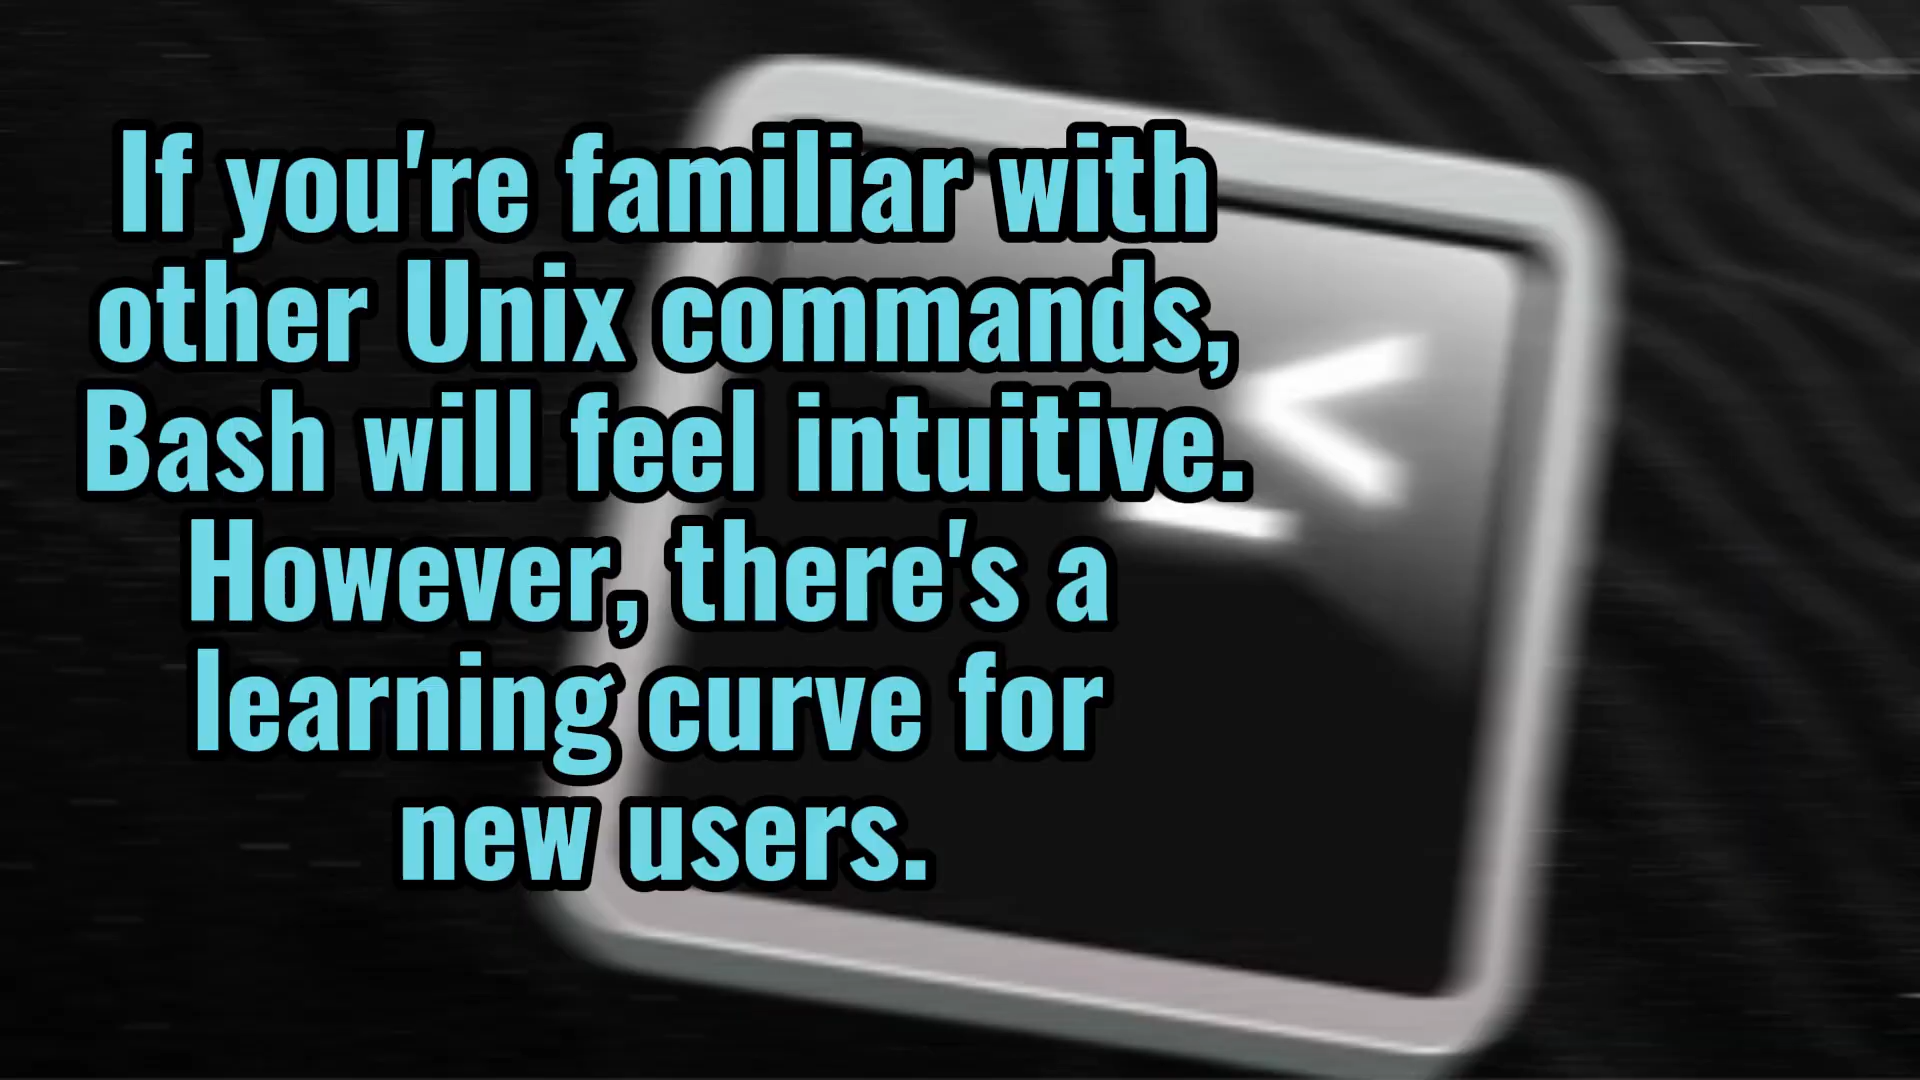 If you're familiar with
other Unix commands,
Bash will feel intuitive.
However, there's a
learning curve for
new users.